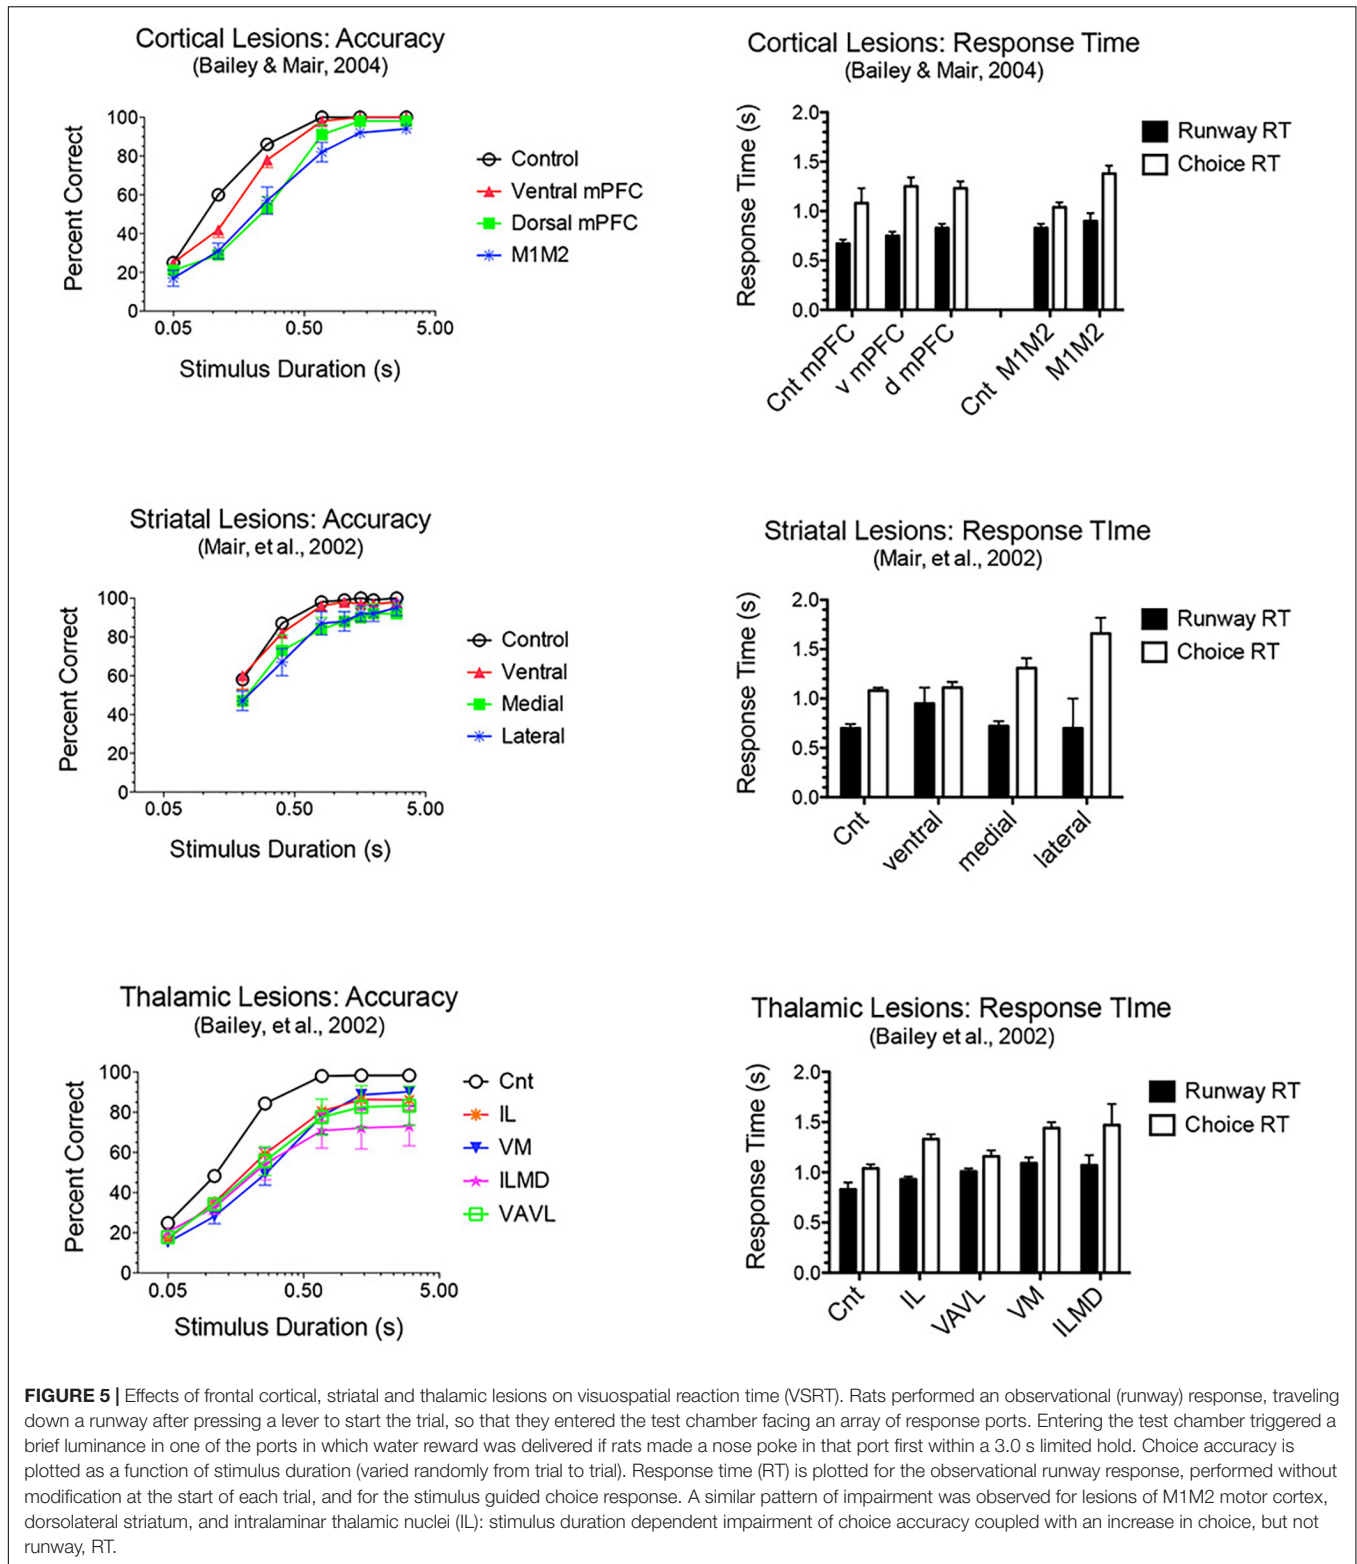 Cortical Lesions: Accuracy
(Bailey & Mair, 2004)
100
80
60
40
20
0
Percent Correct
0.05 0.50 5.00
Stimulus Duration (s)
Control
Ventral mPFC
Dorsal mPFC
M1M2
Cortical Lesions: Response Time
(Bailey & Mair, 2004)
2.0
1.5
1.0
0.5
0.0
Response Time (s)
Cnt mPFC
v mPFC
d mPFC
Cnt M1M2
M1M2
Runway RT
Choice RT
Striatal Lesions: Accuracy
(Mair, et al., 2002)
100
80
60
40
20
0
Percent Correct
0.05 0.50 5.00
Stimulus Duration (s)
Control
Ventral
Medial
Lateral
Striatal Lesions: Response TIme
(Mair, et al., 2002)
2.0
1.5
1.0
0.5
0.0
Response Time (s)
Cnt
ventral
medial
lateral
Runway RT
Choice RT
Thalamic Lesions: Accuracy
(Bailey, et al., 2002)
100
80
60
40
20
0
Percent Correct
0.05 0.50 5.00
Stimulus Duration (s)
Cnt
IL
VM
ILMD
VAVL
Thalamic Lesions: Response TIme
(Bailey et al., 2002)
2.0
1.5
1.0
0.5
0.0
Response Time (s)
Cnt
IL
VAVL
VM
ILMD
Runway RT
Choice RT
FIGURE 5 | Effects of frontal cortical, striatal and thalamic lesions on visuospatial reaction time (VSRT). Rats performed an observational (runway) response, traveling
down a runway after pressing a lever to start the trial, so that they entered the test chamber facing an array of response ports. Entering the test chamber triggered a
brief luminance in one of the ports in which water reward was delivered if rats made a nose poke in that port first within a 3.0 s limited hold. Choice accuracy is
plotted as a function of stimulus duration (varied randomly from trial to trial). Response time (RT) is plotted for the observational runway response, performed without
modification at the start of each trial, and for the stimulus guided choice response. A similar pattern of impairment was observed for lesions of M1M2 motor cortex,
dorsolateral striatum, and intralaminar thalamic nuclei (IL): stimulus duration dependent impairment of choice accuracy coupled with an increase in choice, but not
runway, RT.